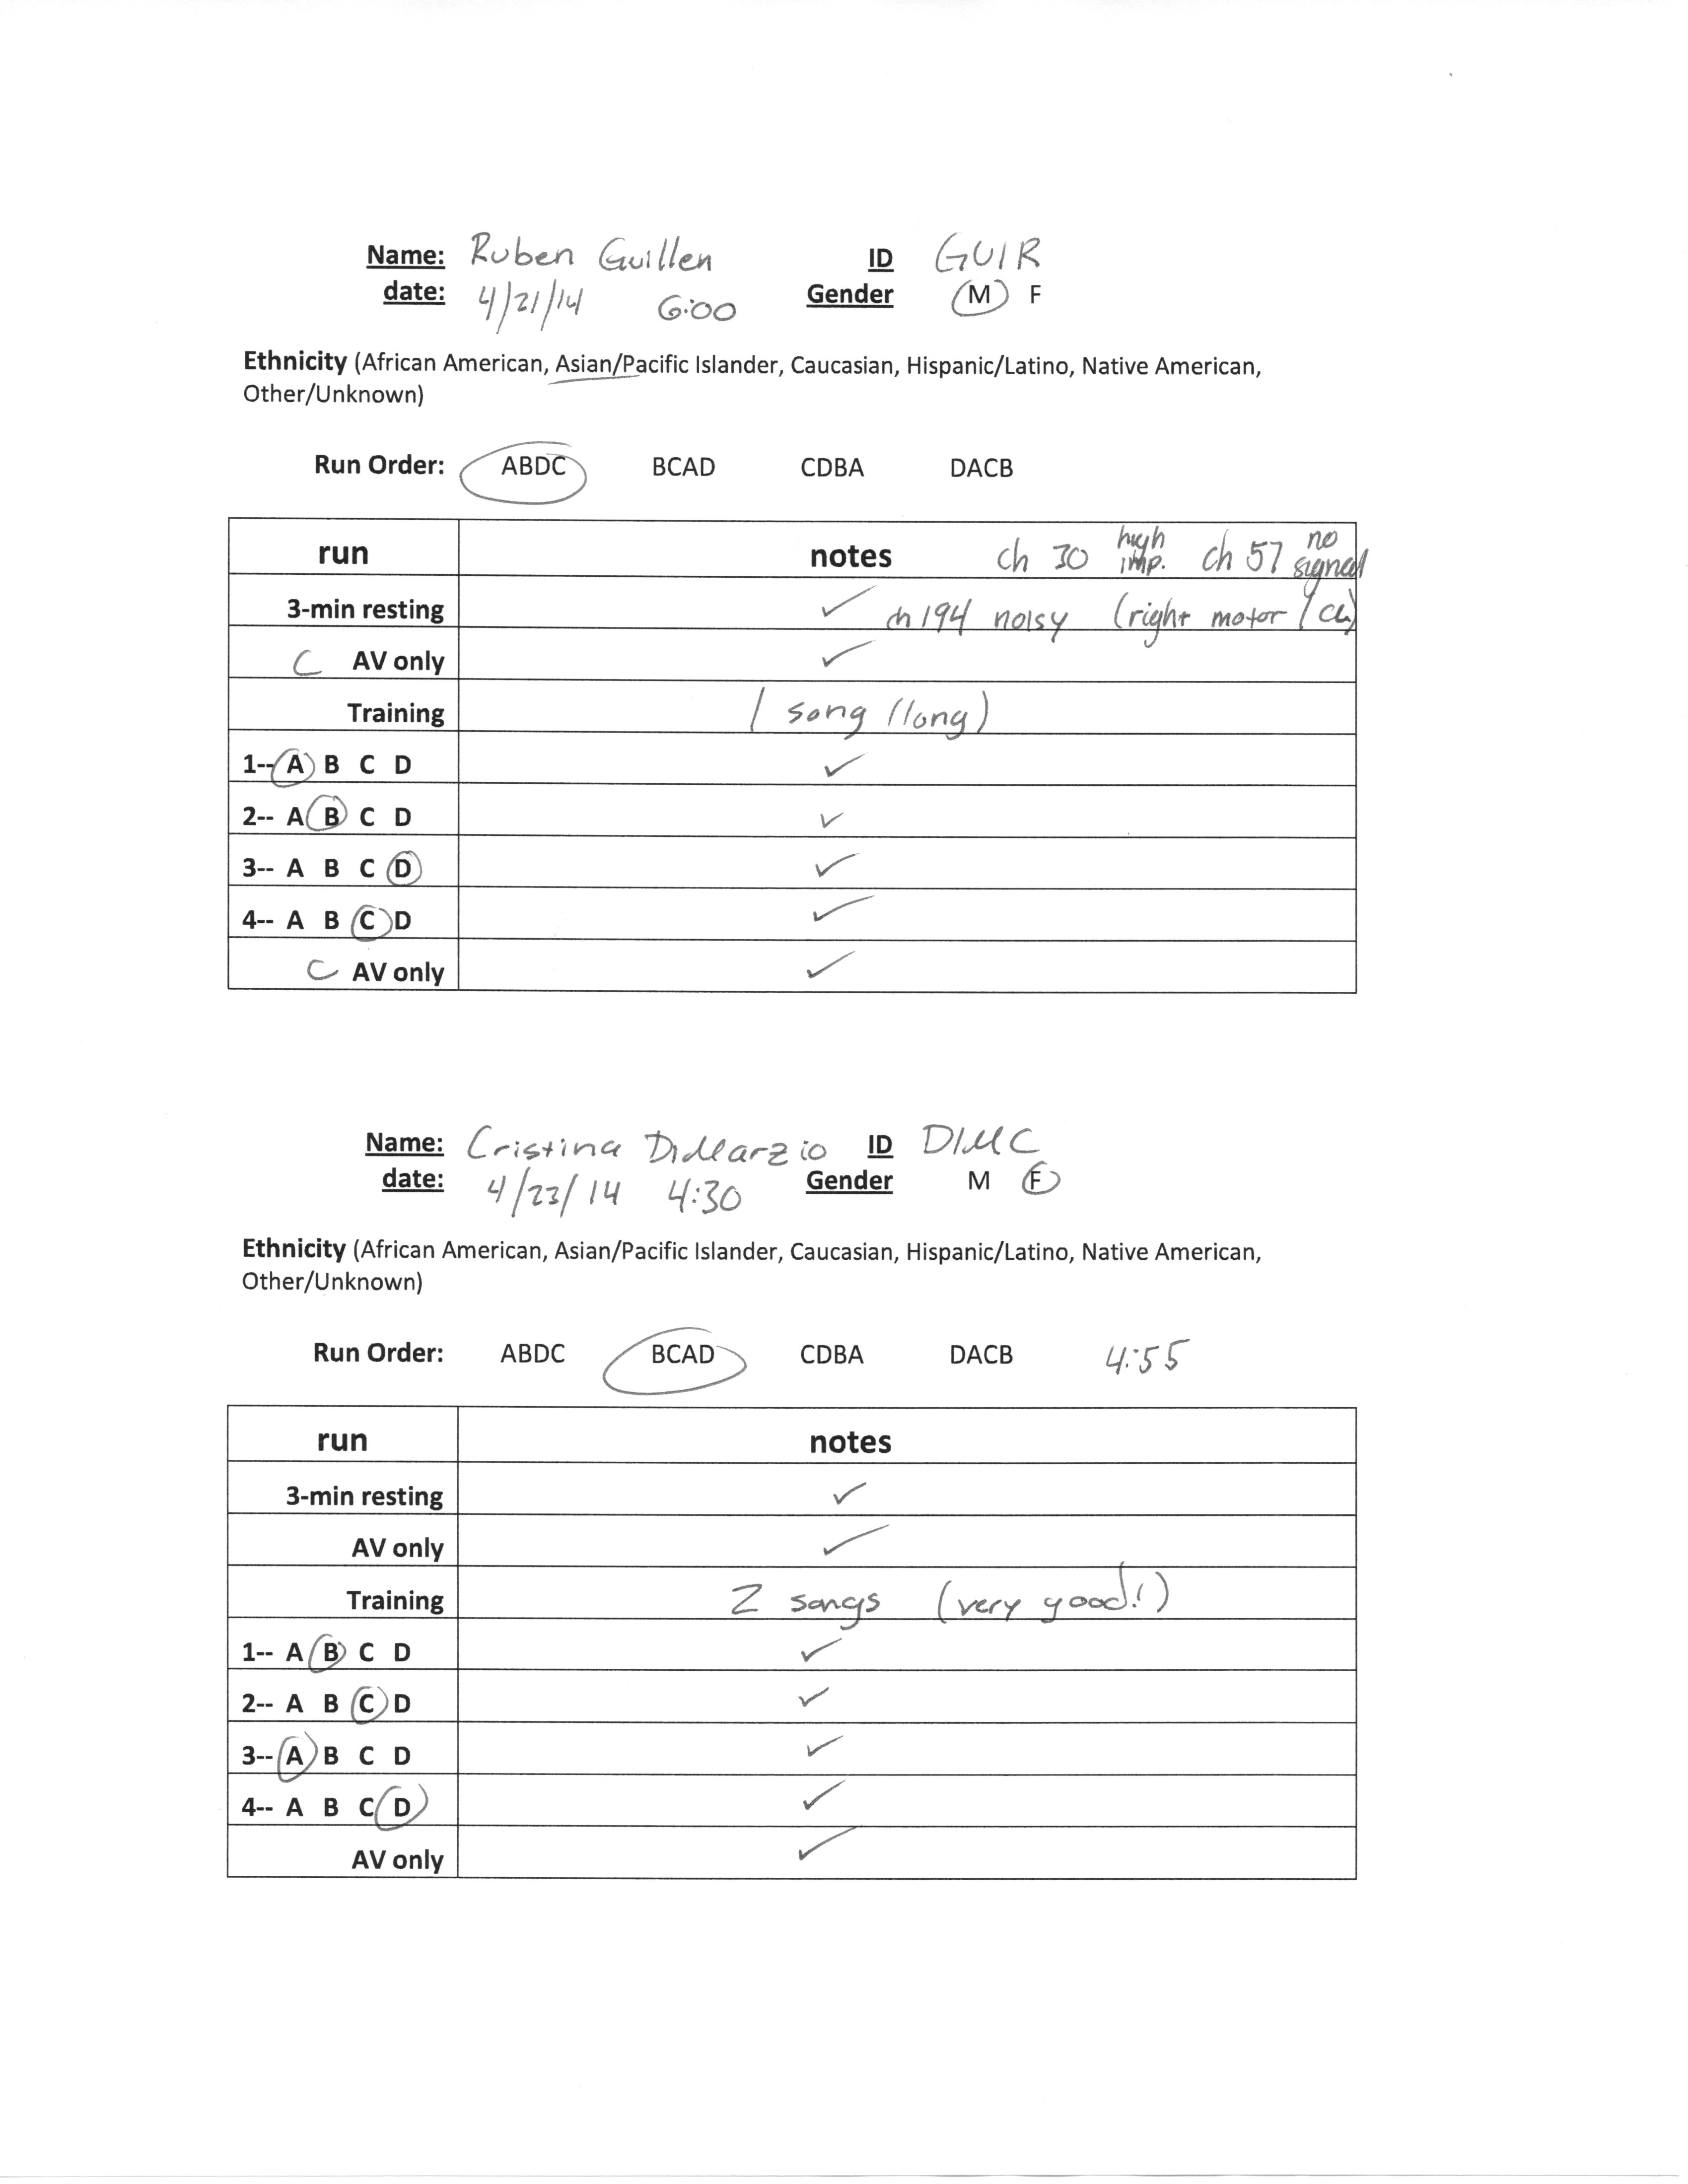 Name: Ruben Guillen ID GUIR
date: 4/21/14 6:00 Gender M F
Ethnicity (African American, Asian/Pacific Islander, Caucasian, Hispanic/Latino, Native American,
Other/Unknown)
Run Order: ABDC BCAD CDBA DACB
run notes ch 30 high imp. ch 57 no signal
3-min resting ✓ ch 194 noisy (right motor /
C AV only ✓
Training 1 song (long)
1-- A B C D ✓
2-- A B C D ✓
3-- A B C D ✓
4-- A B C D ✓
C AV only ✓
Name: Cristina DiMarzio ID DIMC
date: 4/23/14 4:30 Gender M F
Ethnicity (African American, Asian/Pacific Islander, Caucasian, Hispanic/Latino, Native American,
Other/Unknown)
Run Order: ABDC BCAD CDBA DACB 4:55
run notes
3-min resting ✓
AV only ✓
Training 2 songs (very good!)
1-- A B C D ✓
2-- A B C D ✓
3-- A B C D ✓
4-- A B C D ✓
AV only ✓